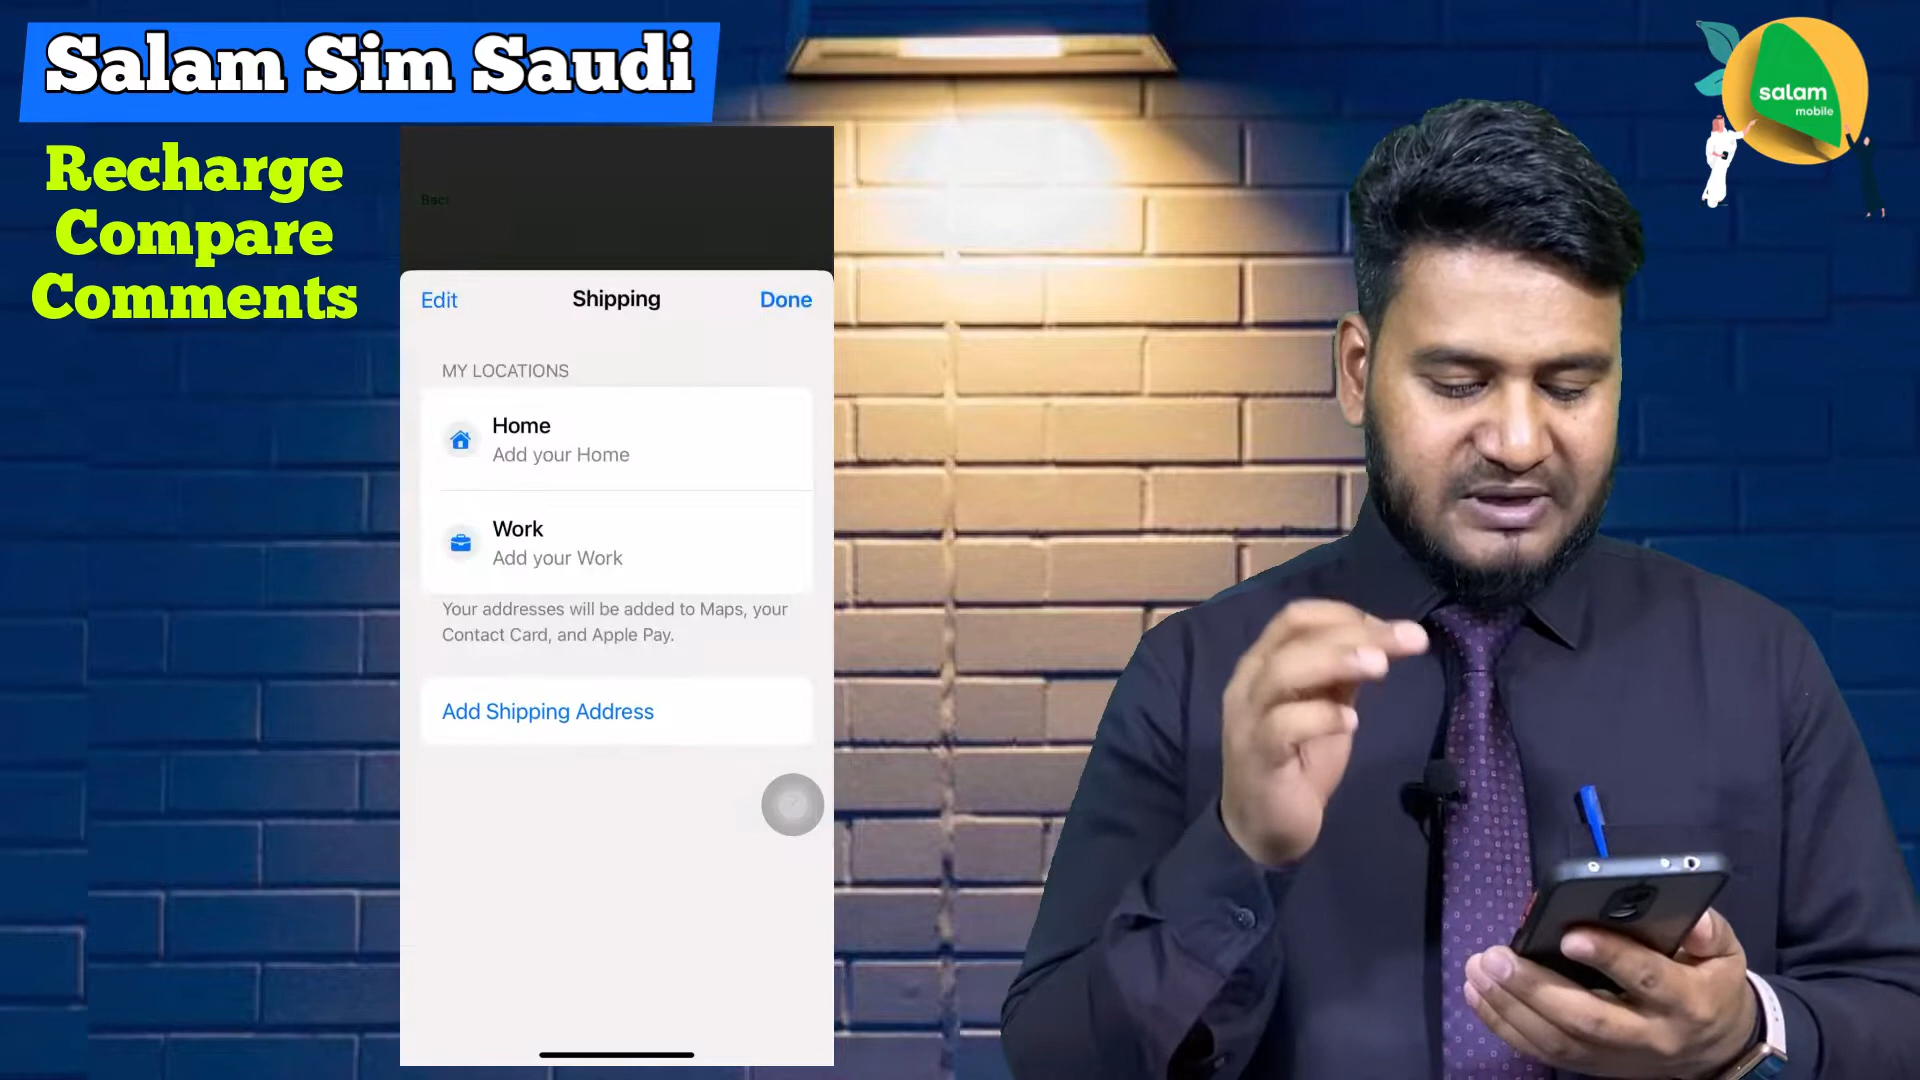 Salam Sim Saudi
Recharge
Compare
Comments
salam
mobile
Edit
Shipping
Done
MY LOCATIONS
Home
Add your Home
Work
Add your Work
Your addresses will be added to Maps, your
Contact Card, and Apple Pay.
Add Shipping Address